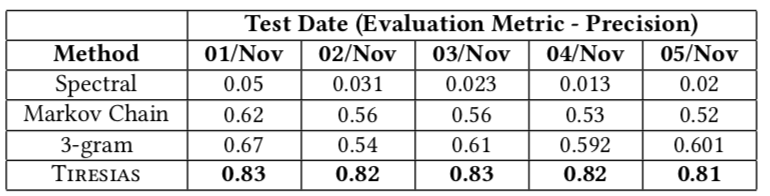 Test Date (Evaluation Metric - Precision)
Method 01/Nov 02/Nov 03/Nov 04/Nov 05/Nov
Spectral 0.05 0.031 0.023 0.013 0.02
Markov Chain 0.62 0.56 0.56 0.53 0.52
3-gram 0.67 0.54 0.61 0.592 0.601
TIRESIAS 0.83 0.82 0.83 0.82 0.81